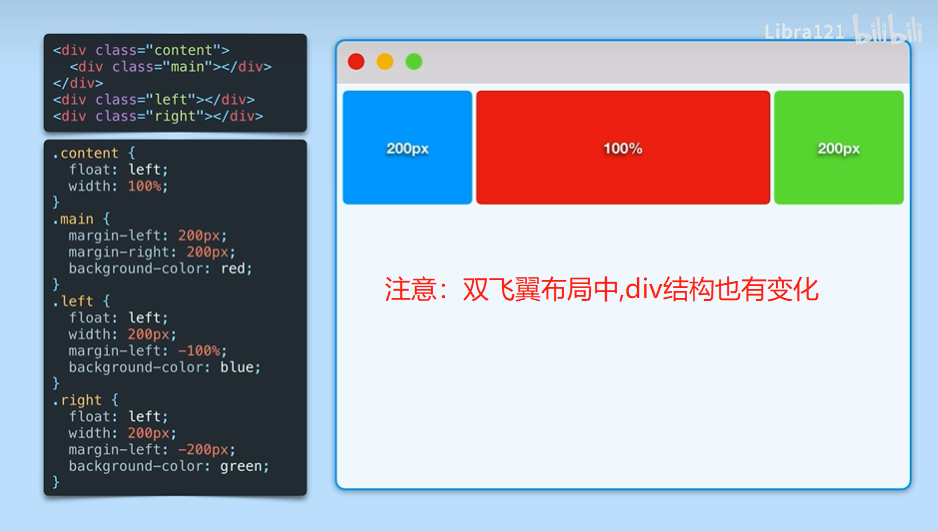 Libra121 bilibili
<div class="content">
  <div class="main"></div>
</div>
<div class="left"></div>
<div class="right"></div>
.content {
  float: left;
  width: 100%;
}
.main {
  margin-left: 200px;
  margin-right: 200px;
  background-color: red;
}
.left {
  float: left;
  width: 200px;
  margin-left: -100%;
  background-color: blue;
}
.right {
  float: left;
  width: 200px;
  margin-left: -200px;
  background-color: green;
}
200px 100% 200px
注意：双飞翼布局中,div结构也有变化